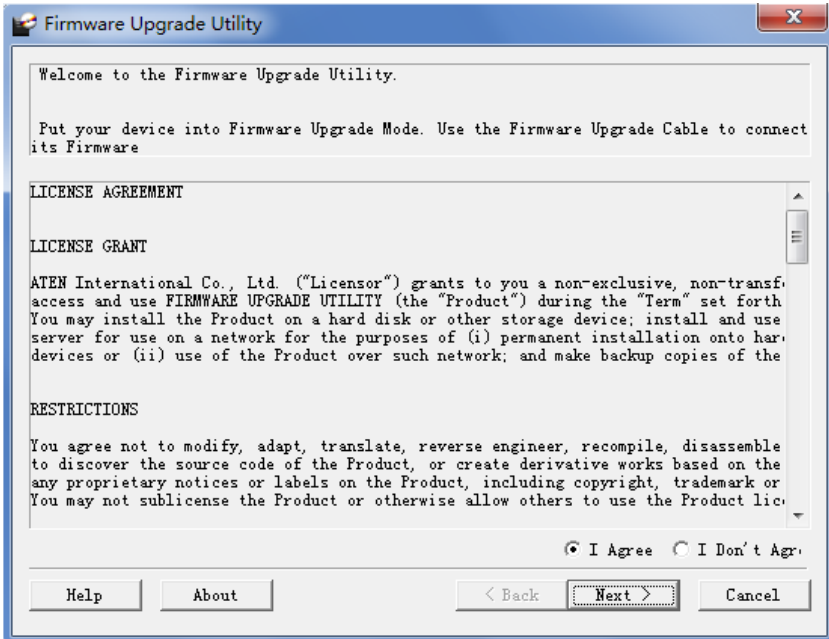 Firmware Upgrade Utility
Welcome to the Firmware Upgrade Utility.
Put your device into Firmware Upgrade Mode. Use the Firmware Upgrade Cable to connect
its Firmware
LICENSE AGREEMENT
LICENSE GRANT
ATEN International Co., Ltd. ("Licensor") grants to you a non-exclusive, non-transf
access and use FIRMWARE UPGRADE UTILITY (the "Product") during the "Term" set forth
You may install the Product on a hard disk or other storage device; install and use
server for use on a network for the purposes of (i) permanent installation onto har
devices or (ii) use of the Product over such network; and make backup copies of the
RESTRICTIONS
You agree not to modify, adapt, translate, reverse engineer, recompile, disassemble
to discover the source code of the Product, or create derivative works based on the
any proprietary notices or labels on the Product, including copyright, trademark or
You may not sublicense the Product or otherwise allow others to use the Product lic
I Agree I Don't Agr
Help About < Back Next > Cancel